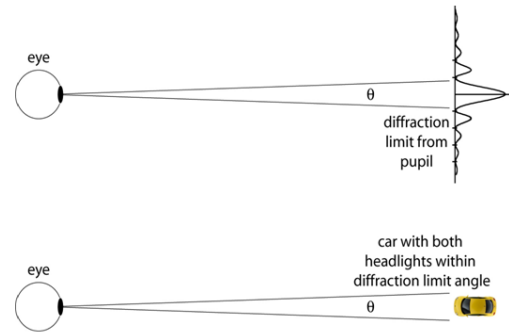 eye
θ
diffraction
limit from
pupil
car with both
headlights within
diffraction limit angle
eye
θ